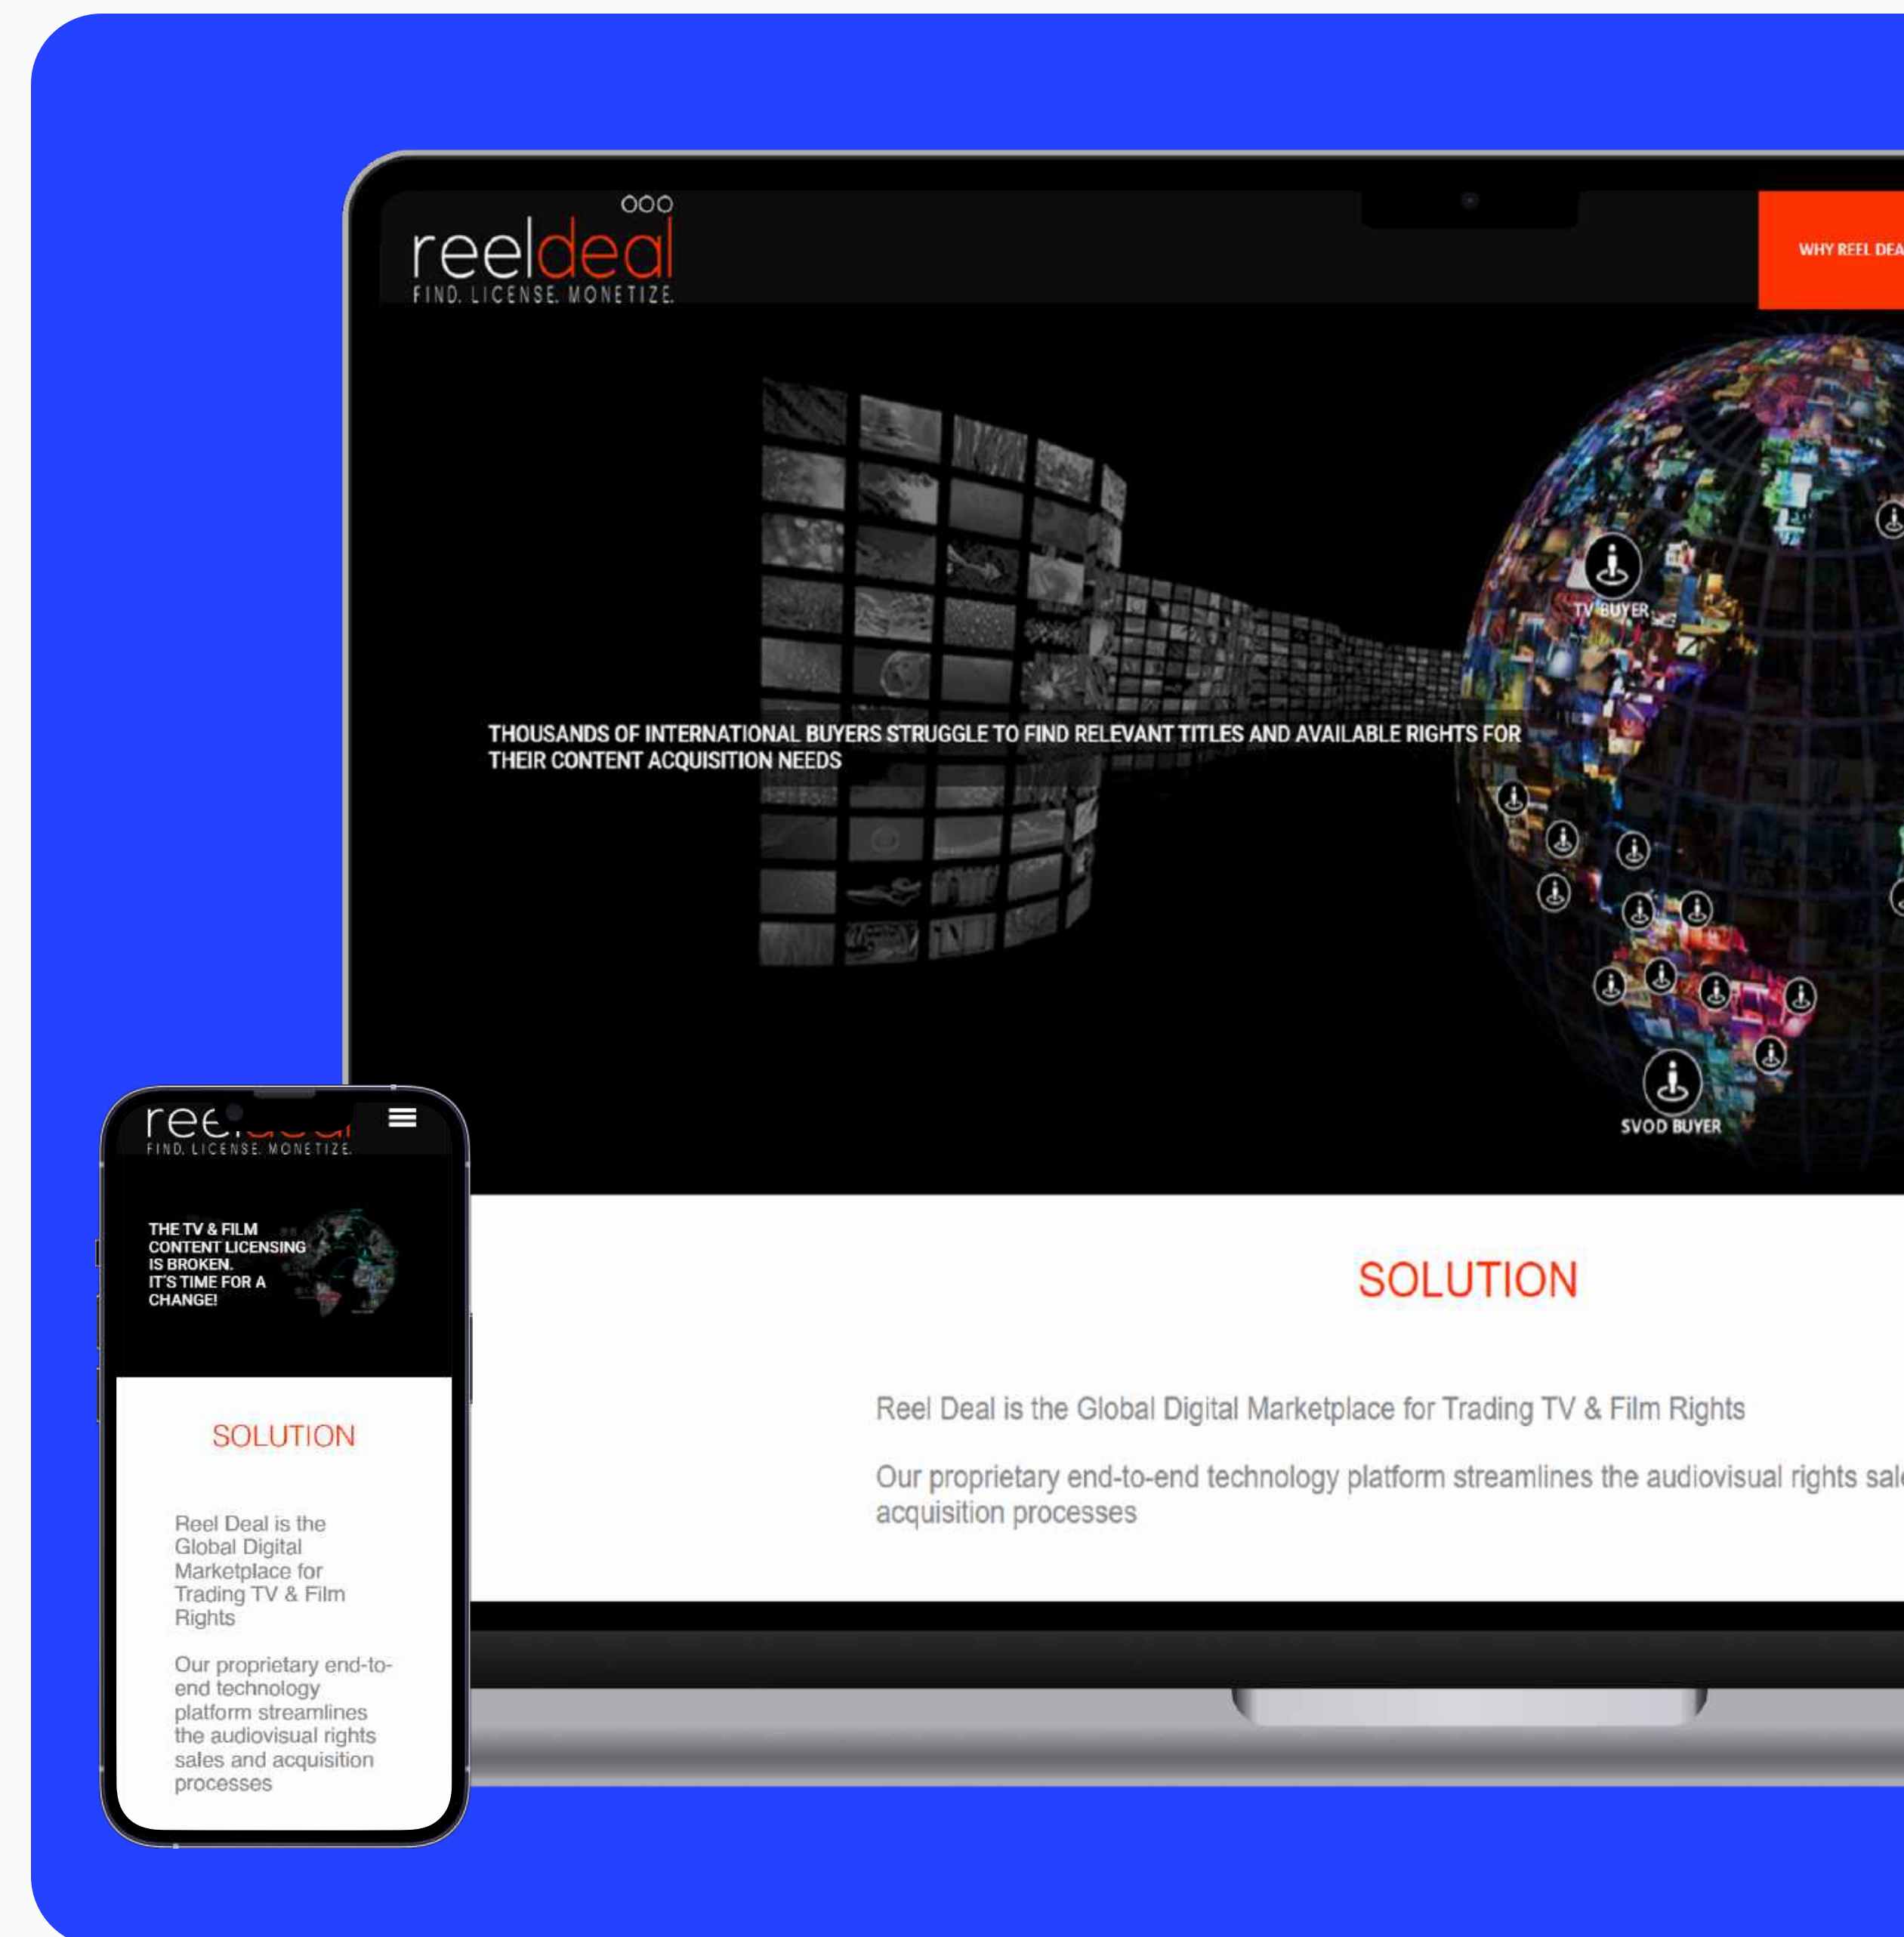 reeldeal
FIND. LICENSE. MONETIZE.
WHY REEL DEA
TV BUYER
THOUSANDS OF INTERNATIONAL BUYERS STRUGGLE TO FIND RELEVANT TITLES AND AVAILABLE RIGHTS FOR
THEIR CONTENT ACQUISITION NEEDS
SVOD BUYER
SOLUTION
Reel Deal is the Global Digital Marketplace for Trading TV & Film Rights
Our proprietary end-to-end technology platform streamlines the audiovisual rights sal
acquisition processes
FIND. LICENSE. MONETIZE.
THE TV & FILM
CONTENT LICENSING
IS BROKEN.
IT'S TIME FOR A
CHANGE!
SOLUTION
Reel Deal is the
Global Digital
Marketplace for
Trading TV & Film
Rights
Our proprietary end-to-
end technology
platform streamlines
the audiovisual rights
sales and acquisition
processes